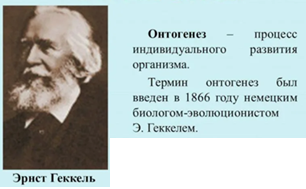 Онтогенез – процесс
индивидуального развития
организма.
Термин онтогенез был
введен в 1866 году немецким
биологом-эволюционистом
Э. Геккелем.
Эрнст Геккель